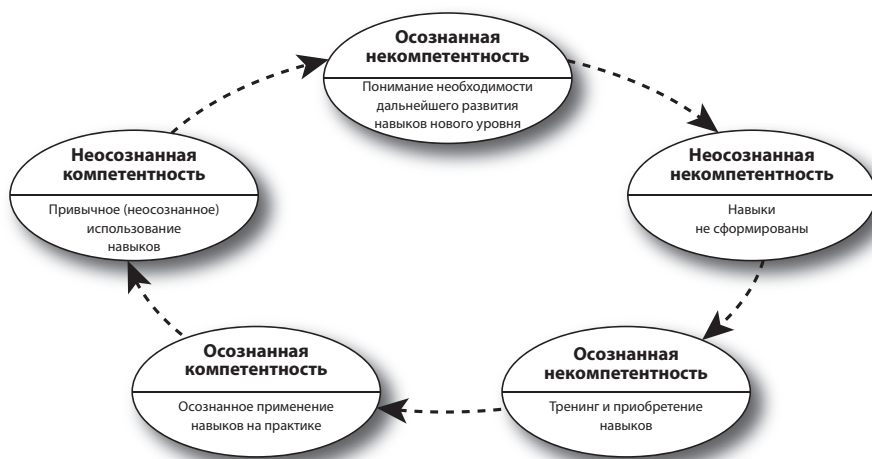 Осознанная
некомпетентность
Понимание необходимости
дальнейшего развития
навыков нового уровня
Неосознанная
компетентность
Привычное (неосознанное)
использование
навыков
Неосознанная
некомпетентность
Навыки
не сформированы
Осознанная
компетентность
Осознанное применение
навыков на практике
Осознанная
некомпетентность
Тренинг и приобретение
навыков